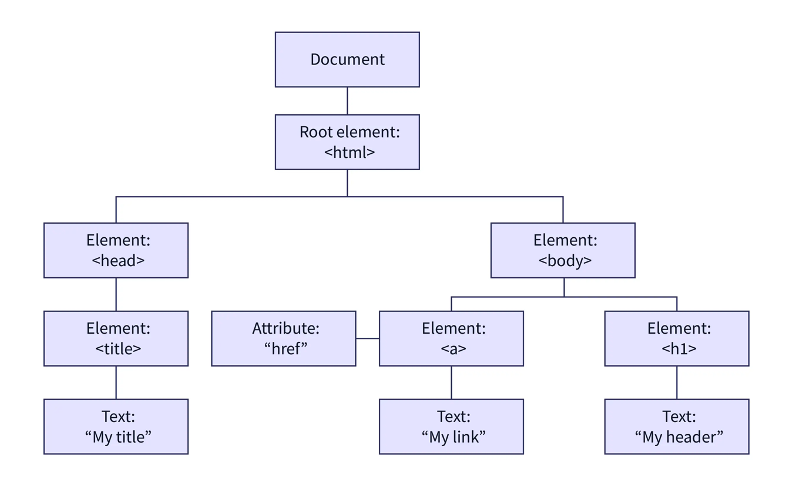 Document
Root element:
<html>
Element:
<head>
Element:
<body>
Element:
<title>
Attribute:
“href”
Element:
<a>
Element:
<h1>
Text:
“My title”
Text:
“My link”
Text:
“My header”